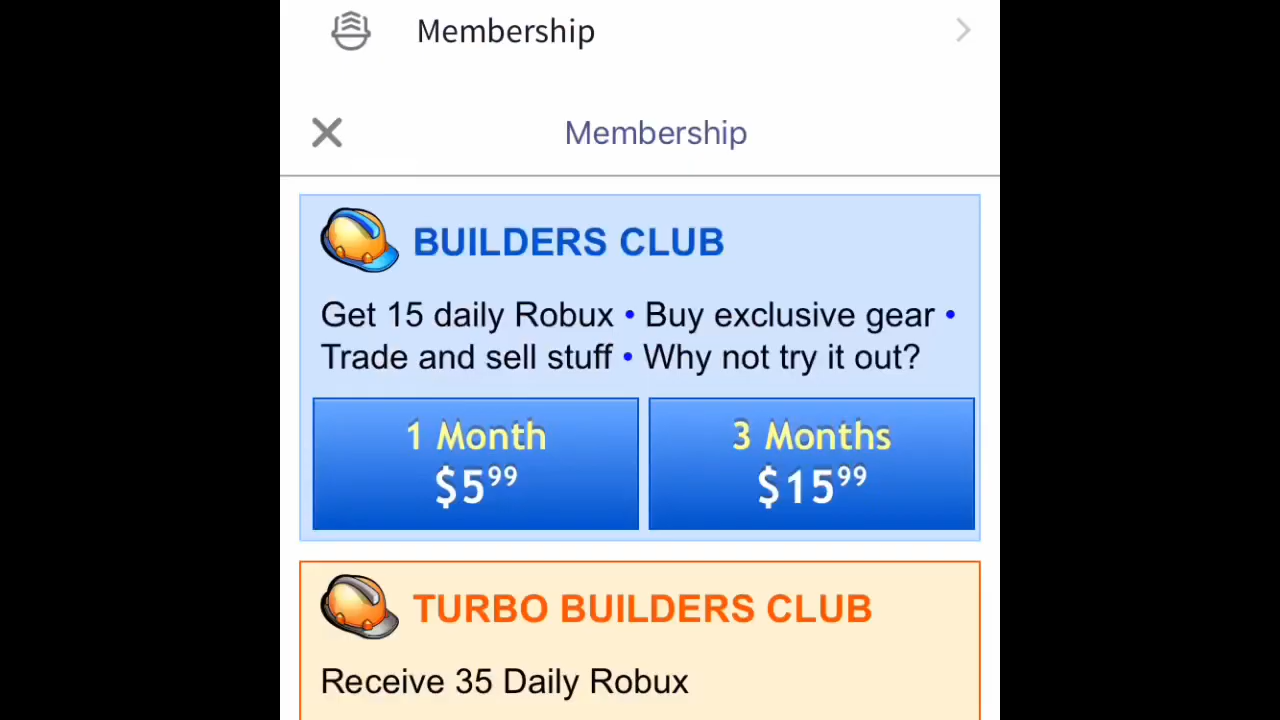 Membership
Membership
BUILDERS CLUB
Get 15 daily Robux • Buy exclusive gear •
Trade and sell stuff • Why not try it out?
1 Month
$5⁹⁹
3 Months
$15⁹⁹
TURBO BUILDERS CLUB
Receive 35 Daily Robux